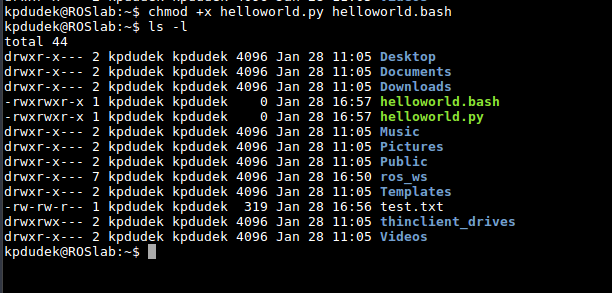 kpdudek@ROSlab:~$ chmod +x helloworld.py helloworld.bash
kpdudek@ROSlab:~$ ls -l
total 44
drwxr-x--- 2 kpdudek kpdudek 4096 Jan 28 11:05 Desktop
drwxr-x--- 2 kpdudek kpdudek 4096 Jan 28 11:05 Documents
drwxr-x--- 2 kpdudek kpdudek 4096 Jan 28 11:05 Downloads
-rwxrwxr-x 1 kpdudek kpdudek    0 Jan 28 16:57 helloworld.bash
-rwxrwxr-x 1 kpdudek kpdudek    0 Jan 28 16:57 helloworld.py
drwxr-x--- 2 kpdudek kpdudek 4096 Jan 28 11:05 Music
drwxr-x--- 2 kpdudek kpdudek 4096 Jan 28 11:05 Pictures
drwxr-x--- 2 kpdudek kpdudek 4096 Jan 28 11:05 Public
drwxr-x--- 7 kpdudek kpdudek 4096 Jan 28 16:50 ros_ws
drwxr-x--- 2 kpdudek kpdudek 4096 Jan 28 11:05 Templates
-rw-rw-r-- 1 kpdudek kpdudek  319 Jan 28 16:56 test.txt
drwxrwx--- 2 kpdudek kpdudek 4096 Jan 28 11:05 thinclient_drives
drwxr-x--- 2 kpdudek kpdudek 4096 Jan 28 11:05 Videos
kpdudek@ROSlab:~$